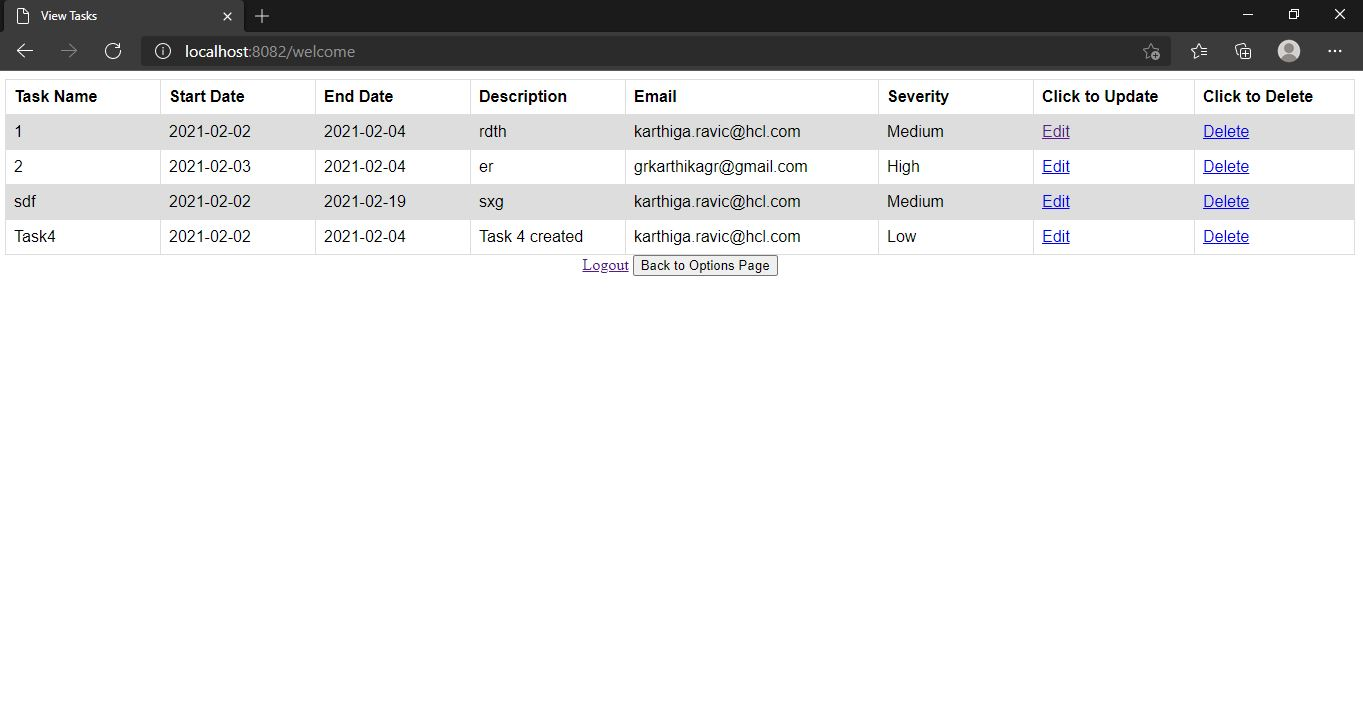 View Tasks
localhost:8082/welcome
Task Name Start Date End Date Description Email Severity Click to Update Click to Delete
1 2021-02-02 2021-02-04 rdth karthiga.ravic@hcl.com Medium Edit Delete
2 2021-02-03 2021-02-04 er grkarthikagr@gmail.com High Edit Delete
sdf 2021-02-02 2021-02-19 sxg karthiga.ravic@hcl.com Medium Edit Delete
Task4 2021-02-02 2021-02-04 Task 4 created karthiga.ravic@hcl.com Low Edit Delete
Logout Back to Options Page